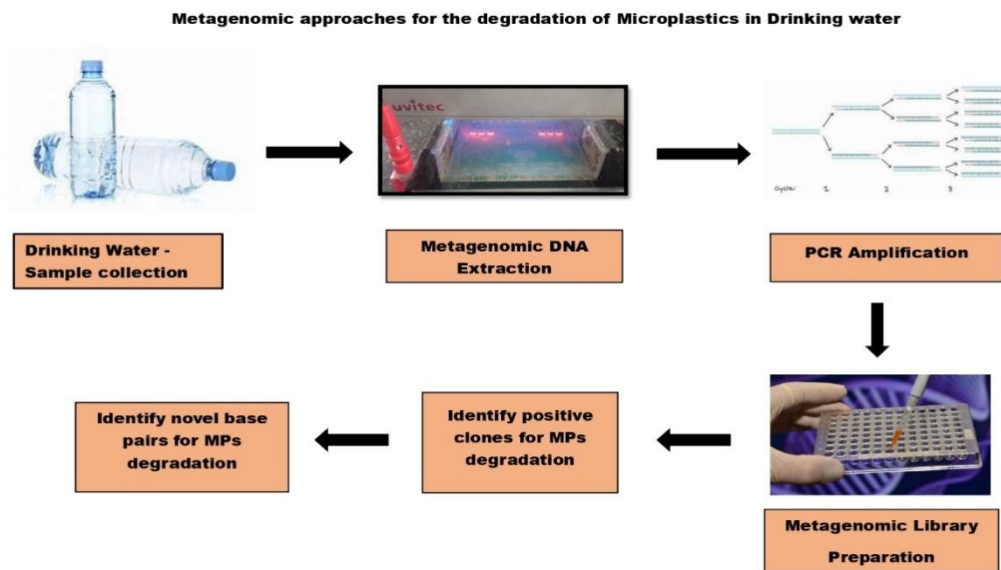 Metagenomic approaches for the degradation of Microplastics in Drinking water
uvitec
Cycle: 1 2 3
Drinking Water -
Sample collection
Metagenomic DNA
Extraction
PCR Amplification
Identify novel base
pairs for MPs
degradation
Identify positive
clones for MPs
degradation
Metagenomic Library
Preparation